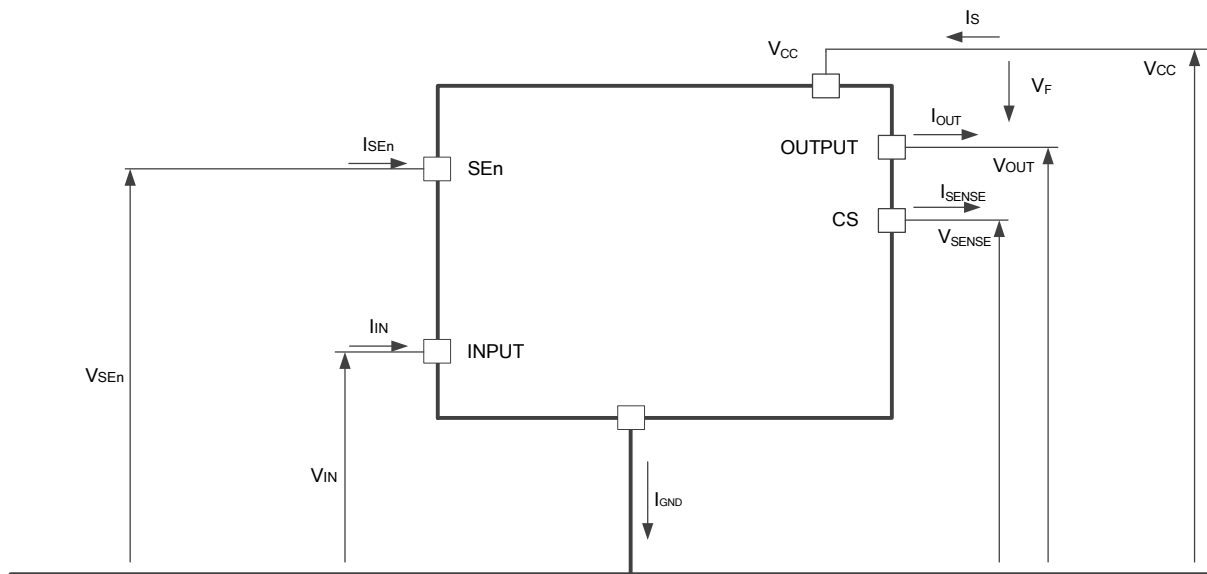 IS
VCC
VCC
VF
IOUT
ISEn
OUTPUT
SEn
VOUT
ISENSE
CS
VSENSE
IIN
INPUT
VSEn
VIN
IGND